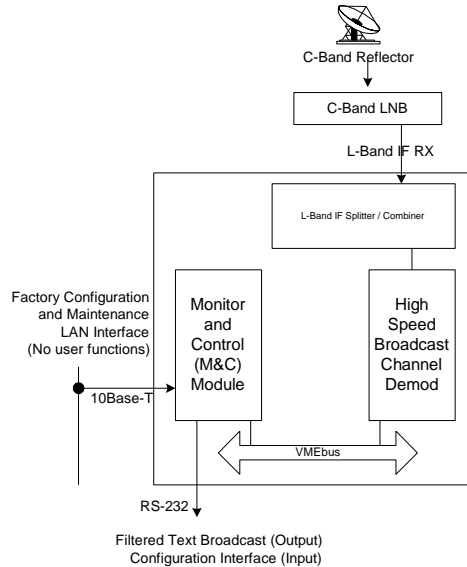 C-Band Reflector
C-Band LNB
L-Band IF RX
L-Band IF Splitter / Combiner
Factory Configuration
and Maintenance
LAN Interface
(No user functions)
Monitor
and
Control
(M&C)
Module
High
Speed
Broadcast
Channel
Demod
10Base-T
VMEbus
RS-232
Filtered Text Broadcast (Output)
Configuration Interface (Input)